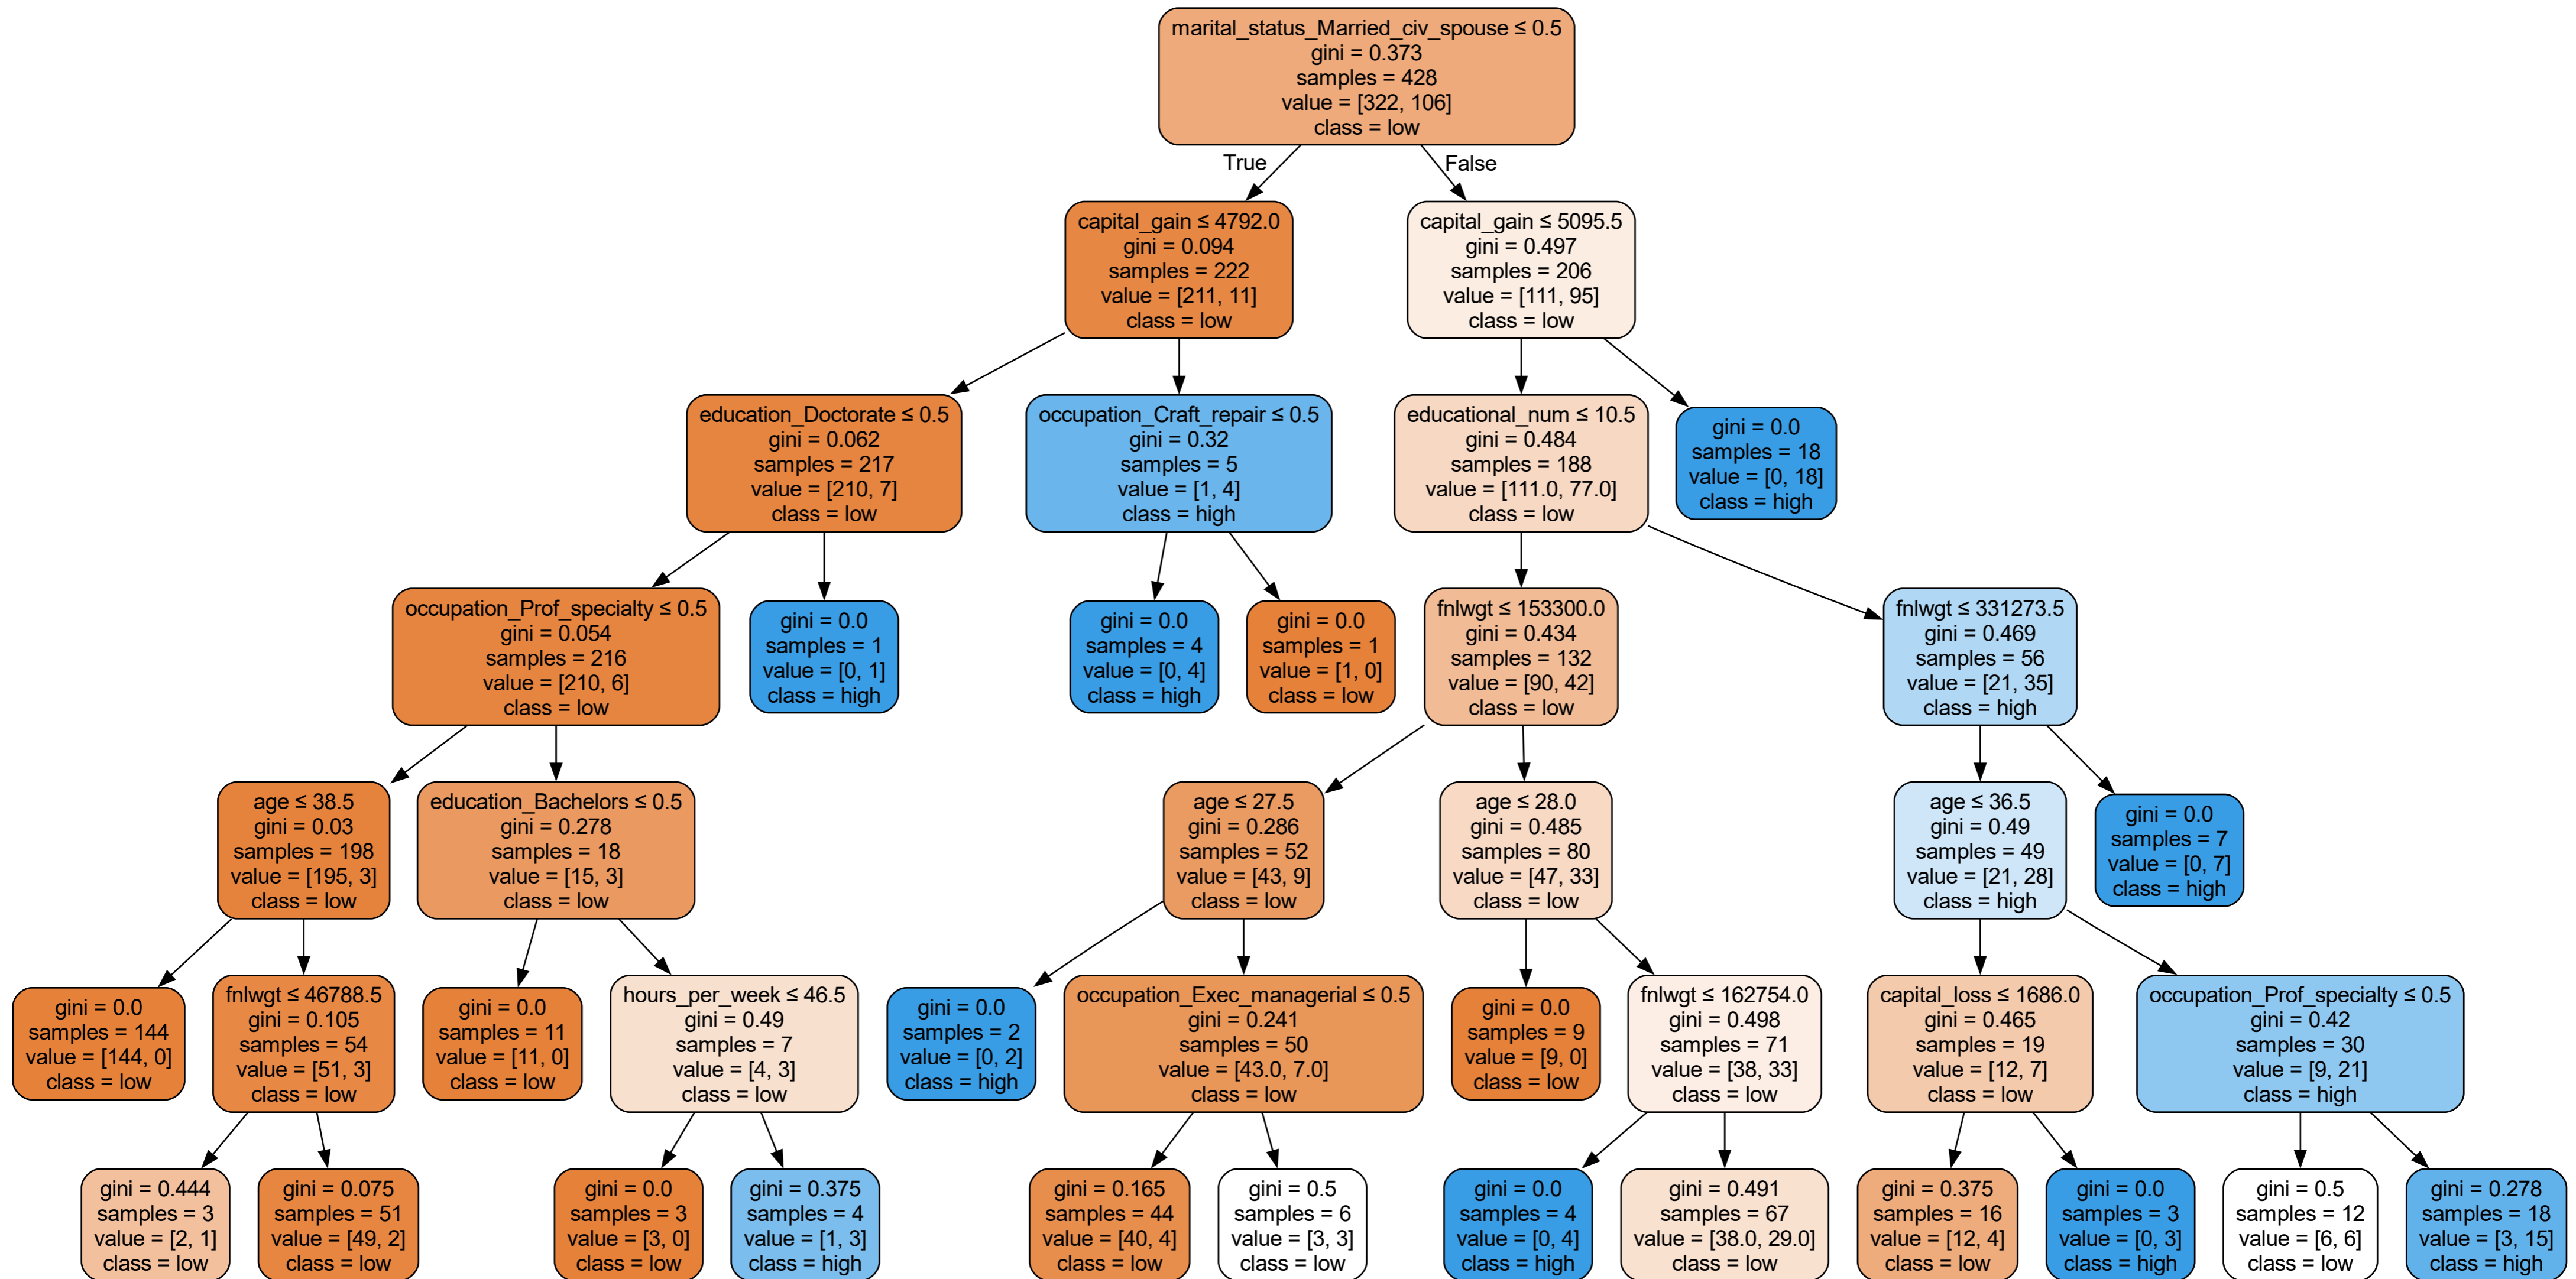 marital_status_Married_civ_spouse ≤ 0.5
gini = 0.373
samples = 428
value = [322, 106]
class = low
True
False
capital_gain ≤ 4792.0
gini = 0.094
samples = 222
value = [211, 11]
class = low
capital_gain ≤ 5095.5
gini = 0.497
samples = 206
value = [111, 95]
class = low
education_Doctorate ≤ 0.5
gini = 0.062
samples = 217
value = [210, 7]
class = low
occupation_Craft_repair ≤ 0.5
gini = 0.32
samples = 5
value = [1, 4]
class = high
educational_num ≤ 10.5
gini = 0.484
samples = 188
value = [111.0, 77.0]
class = low
gini = 0.0
samples = 18
value = [0, 18]
class = high
occupation_Prof_specialty ≤ 0.5
gini = 0.054
samples = 216
value = [210, 6]
class = low
gini = 0.0
samples = 1
value = [0, 1]
class = high
gini = 0.0
samples = 4
value = [0, 4]
class = high
gini = 0.0
samples = 1
value = [1, 0]
class = low
fnlwgt ≤ 153300.0
gini = 0.434
samples = 132
value = [90, 42]
class = low
fnlwgt ≤ 331273.5
gini = 0.469
samples = 56
value = [21, 35]
class = high
age ≤ 38.5
gini = 0.03
samples = 198
value = [195, 3]
class = low
education_Bachelors ≤ 0.5
gini = 0.278
samples = 18
value = [15, 3]
class = low
age ≤ 27.5
gini = 0.286
samples = 52
value = [43, 9]
class = low
age ≤ 28.0
gini = 0.485
samples = 80
value = [47, 33]
class = low
age ≤ 36.5
gini = 0.49
samples = 49
value = [21, 28]
class = high
gini = 0.0
samples = 7
value = [0, 7]
class = high
gini = 0.0
samples = 144
value = [144, 0]
class = low
fnlwgt ≤ 46788.5
gini = 0.105
samples = 54
value = [51, 3]
class = low
gini = 0.0
samples = 11
value = [11, 0]
class = low
hours_per_week ≤ 46.5
gini = 0.49
samples = 7
value = [4, 3]
class = low
gini = 0.0
samples = 2
value = [0, 2]
class = high
occupation_Exec_managerial ≤ 0.5
gini = 0.241
samples = 50
value = [43.0, 7.0]
class = low
gini = 0.0
samples = 9
value = [9, 0]
class = low
fnlwgt ≤ 162754.0
gini = 0.498
samples = 71
value = [38, 33]
class = low
capital_loss ≤ 1686.0
gini = 0.465
samples = 19
value = [12, 7]
class = low
occupation_Prof_specialty ≤ 0.5
gini = 0.42
samples = 30
value = [9, 21]
class = high
gini = 0.444
samples = 3
value = [2, 1]
class = low
gini = 0.075
samples = 51
value = [49, 2]
class = low
gini = 0.0
samples = 3
value = [3, 0]
class = low
gini = 0.375
samples = 4
value = [1, 3]
class = high
gini = 0.165
samples = 44
value = [40, 4]
class = low
gini = 0.5
samples = 6
value = [3, 3]
class = low
gini = 0.0
samples = 4
value = [0, 4]
class = high
gini = 0.491
samples = 67
value = [38.0, 29.0]
class = low
gini = 0.375
samples = 16
value = [12, 4]
class = low
gini = 0.0
samples = 3
value = [0, 3]
class = high
gini = 0.5
samples = 12
value = [6, 6]
class = low
gini = 0.278
samples = 18
value = [3, 15]
class = high